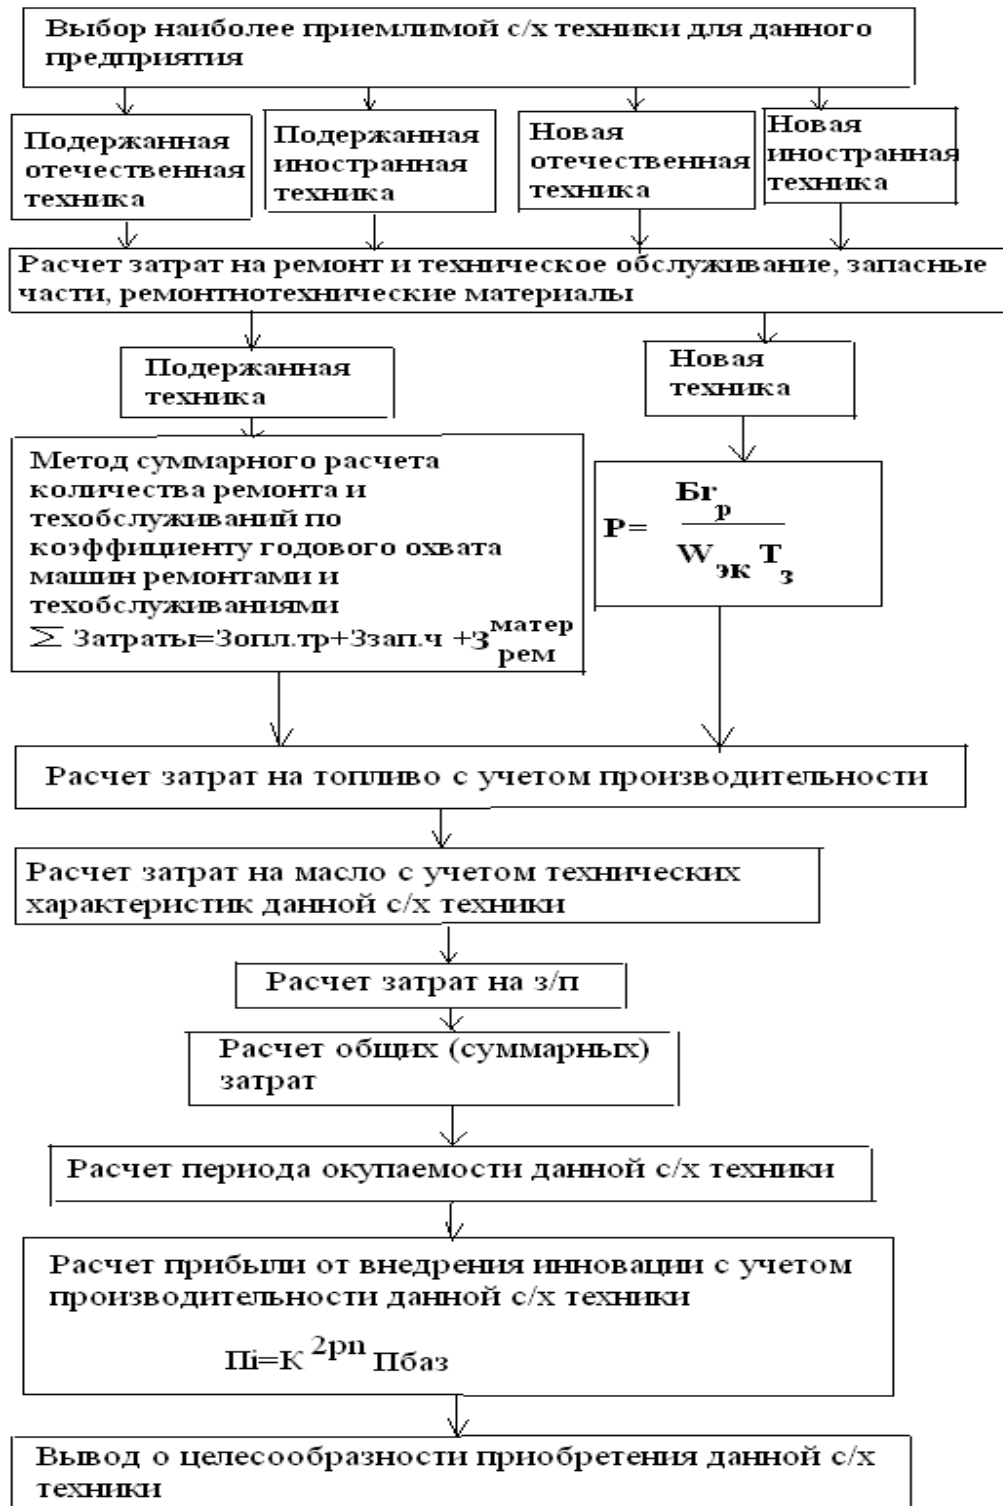 Выбор наиболее приемлимой с/х техники для данного
предприятия
Подержанная
отечественная
техника
Подержанная
иностранная
техника
Новая
отечественная
техника
Новая
иностранная
техника
Расчет затрат на ремонт и техническое обслуживание, запасные
части, ремонтнотехнические материалы
Подержанная
техника
Новая
техника
Метод суммарного расчета
количества ремонта и
техобслуживаний по
коэффициенту годового охвата
машин ремонтами и
техобслуживаниями
∑ Затраты=Зопл.тр+Ззап.ч +З матер рем
P= Бг р
W эк T з
Расчет затрат на топливо с учетом производительности
Расчет затрат на масло с учетом технических
характеристик данной с/х техники
Расчет затрат на з/п
Расчет общих (суммарных)
затрат
Расчет периода окупаемости данной с/х техники
Расчет прибыли от внедрения инновации с учетом
производительности данной с/х техники
Пi=К 2pn Пбаз
Вывод о целесообразности приобретения данной с/х
техники